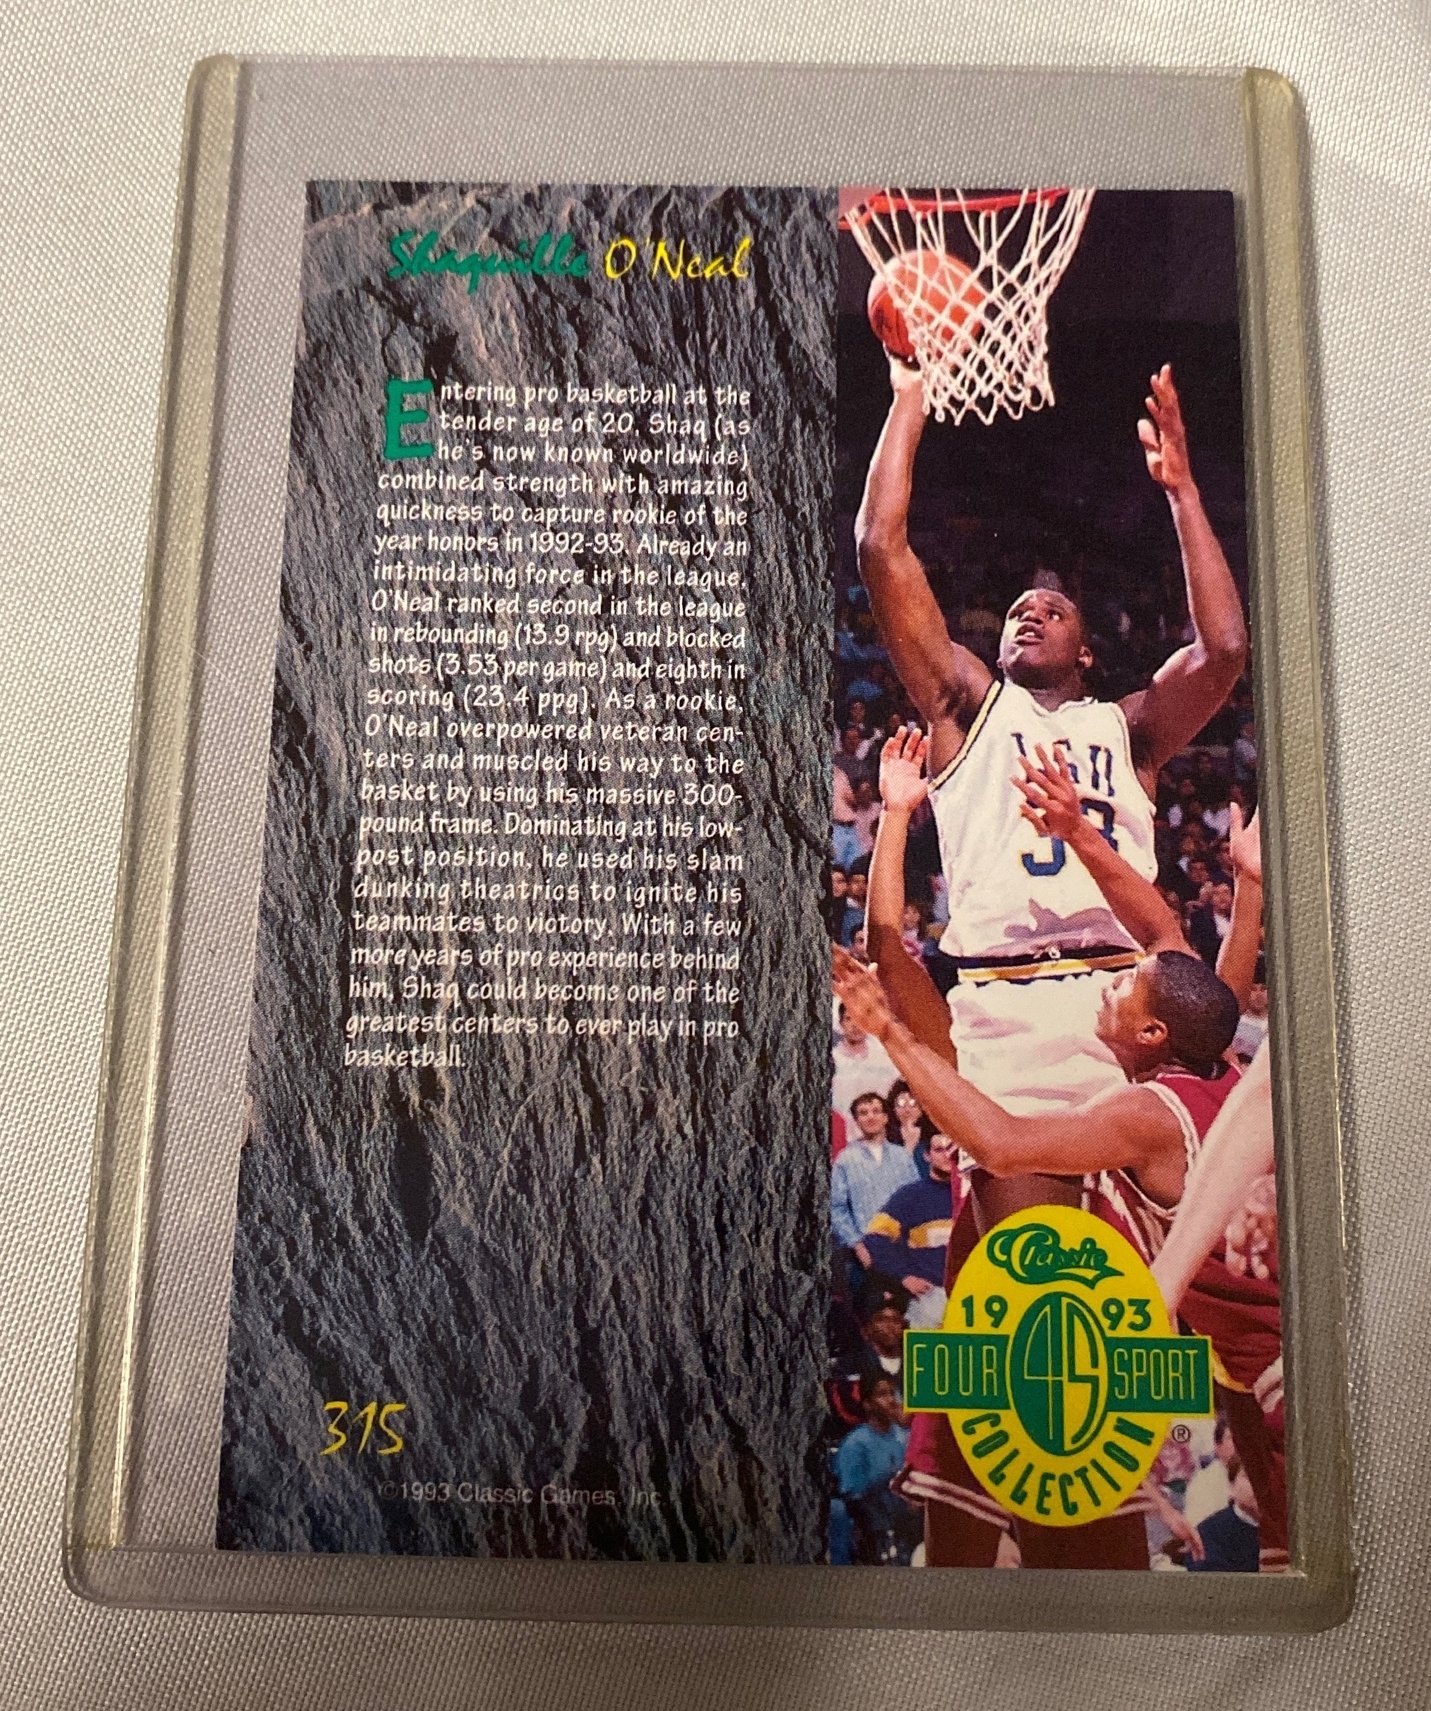 Shaquille O'Neal
Entering pro basketball at the
tender age of 20, Shaq (as
he's now known worldwide)
combined strength with amazing
quickness to capture rookie of the
year honors in 1992-93. Already an
intimidating force in the league,
O'Neal ranked second in the league
in rebounding (13.9 rpg) and blocked
shots (3.53 per game) and eighth in
scoring (23.4 ppg). As a rookie,
O'Neal overpowered veteran cen-
ters and muscled his way to the
basket by using his massive 300-
pound frame. Dominating at his low-
post position, he used his slam
dunking theatrics to ignite his
teammates to victory. With a few
more years of pro experience behind
him, Shaq could become one of the
greatest centers to ever play in pro
basketball.
315
©1993 Classic Games, Inc.
LSU
33
Classic
1993
FOUR 4S SPORT
COLLECTION
®